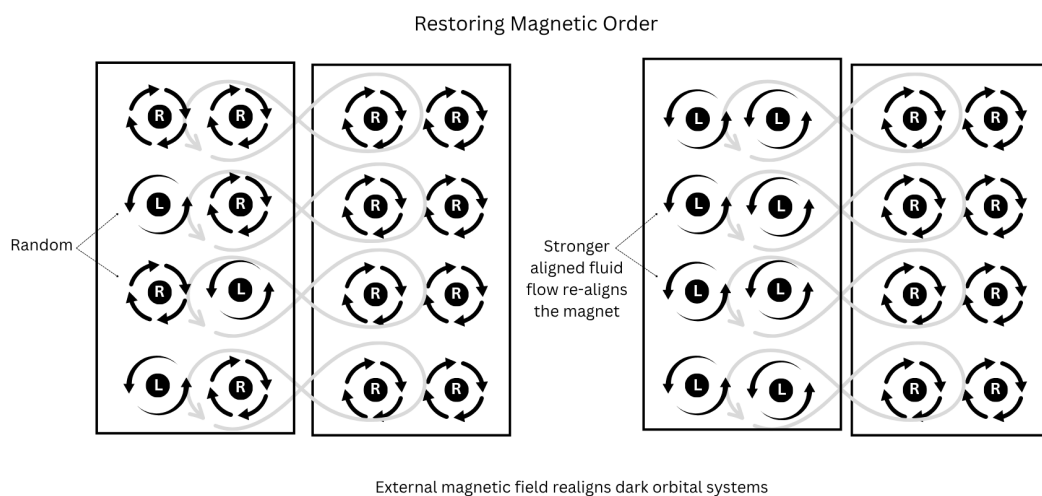 Restoring Magnetic Order
R R R R L L R R
L R R R L L R R
Random
Stronger
aligned fluid
flow re-aligns
the magnet
R L R R L L R R
L R R R L L R R
External magnetic field realigns dark orbital systems